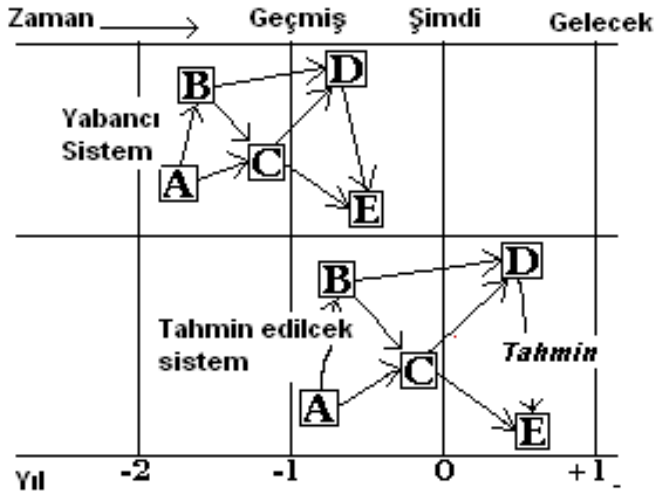 Zaman Geçmiş Şimdi Gelecek
B D
Yabancı
Sistem
C
A
E
B D
Tahmin edilcek
sistem
Tahmin
C
A
E
Yıl -2 -1 0 +1